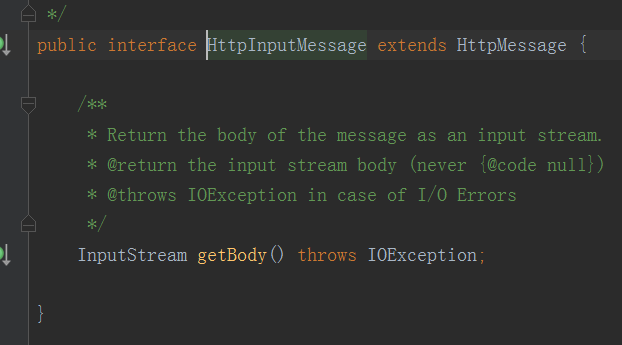 */
public interface HttpInputMessage extends HttpMessage {
/**
* Return the body of the message as an input stream.
* @return the input stream body (never {@code null})
* @throws IOException in case of I/O Errors
*/
InputStream getBody() throws IOException;
}